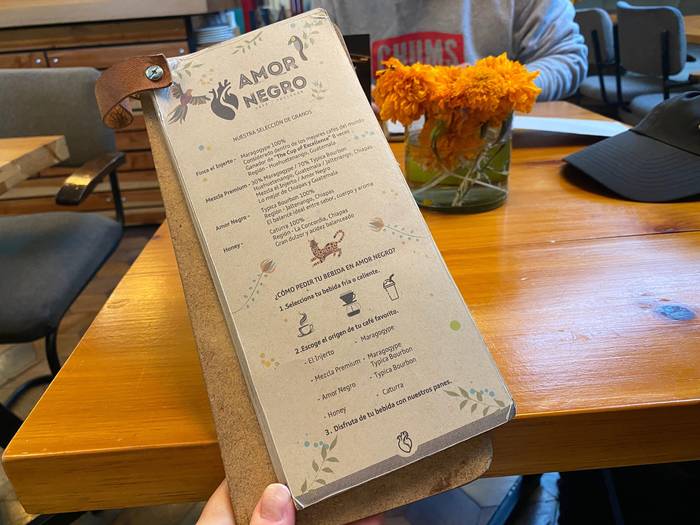 AMOR
NEGRO
NUESTRA SELECCIÓN DE GRANOS
Finca el Injerto - Maragogype 100%
Considerado dentro de los mejores cafes del mundo
Ganador de "The Cup of Excellence" 8 veces
Región - Huehuetenango, Guatemala
Mezcla Premium - 30% Maragogype / 70% Typica Bourbon
Huehuetenango, Guatemala / Jaltenango, Chiapas
Mezcla el Injerto / Amor Negro
Lo mejor de Chiapas y Guatemala
Amor Negro - Typica Bourbon 100%
Región - Jaltenango, Chiapas
El balance ideal entre sabor, cuerpo y aroma
Honey - Caturra 100%
Región - La Concordia, Chiapas
Gran dulzor y acidez balanceado
¿CÓMO PEDIR TU BEBIDA EN AMOR NEGRO?
1.Selecciona tu bebida fria o caliente.
2.Escoge el origen de tu café favorito.
- El Injerto - Maragogype
- Mezcla Premium - Maragogype
Typica Bourbon
- Amor Negro - Typica Bourbon
- Honey - Caturra
3. Disfruta de tu bebida con nuestros panes.
CHUMS